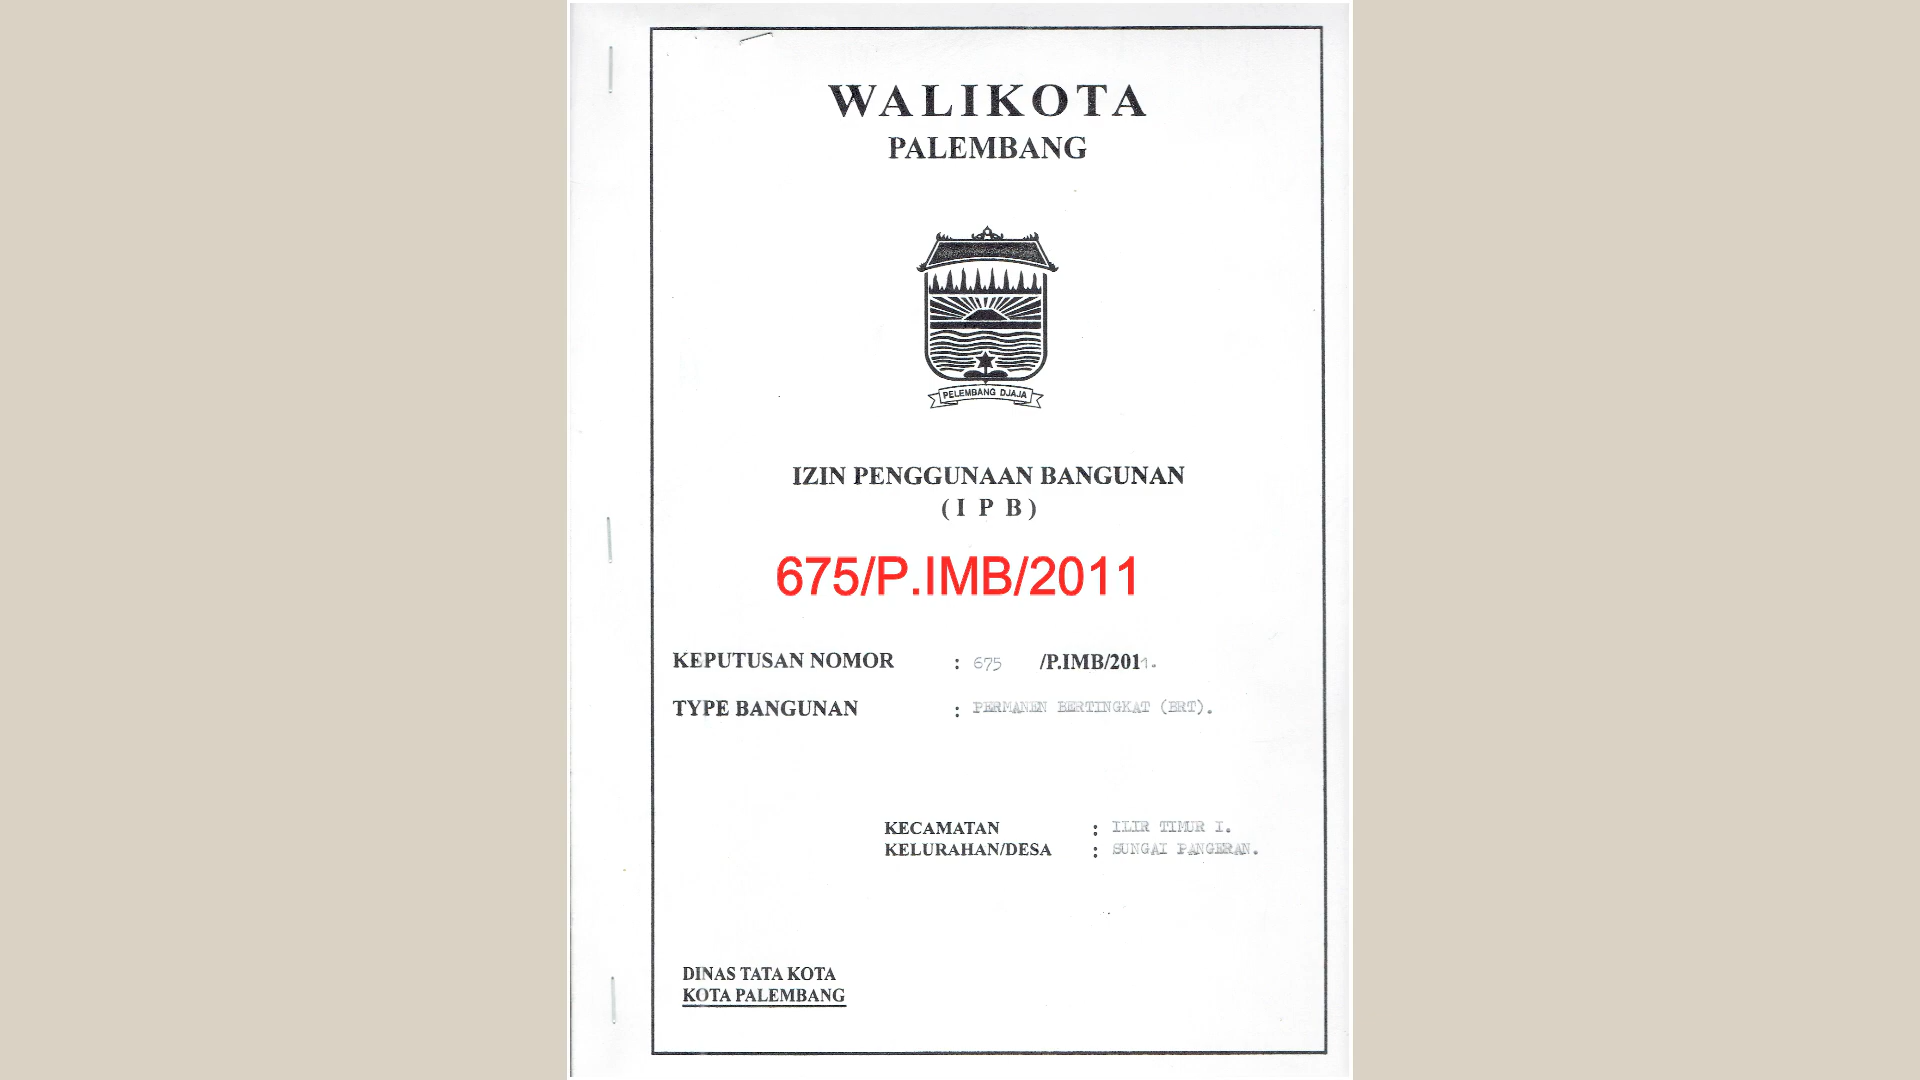 WALIKOTA
PALEMBANG
PELEMBANG DJAJA
IZIN PENGGUNAAN BANGUNAN
( I P B )
675/P.IMB/2011
KEPUTUSAN NOMOR : 675 /P.IMB/2011.
TYPE BANGUNAN : PERMANEN BERTINGKAT (BRT).
KECAMATAN : ILIR TIMUR I.
KELURAHAN/DESA : SUNGAI PANGERAN.
DINAS TATA KOTA
KOTA PALEMBANG